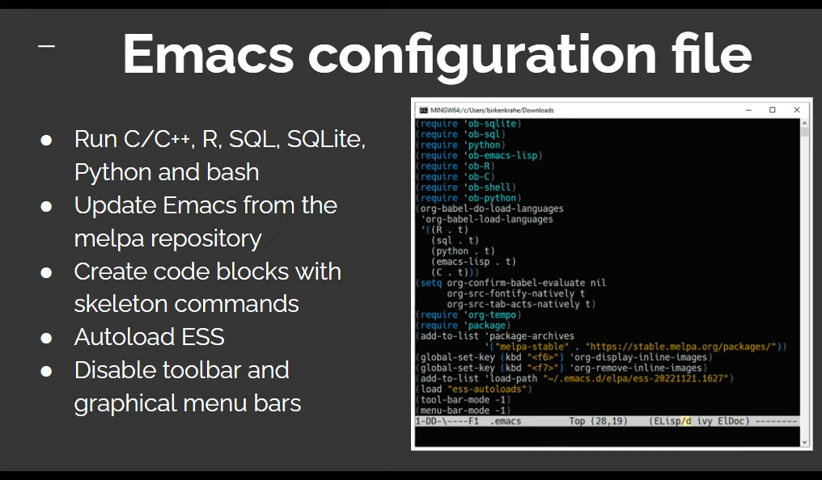 Emacs configuration file
● Run C/C++, R, SQL, SQLite,
Python and bash
● Update Emacs from the
melpa repository
● Create code blocks with
skeleton commands
● Autoload ESS
● Disable toolbar and
graphical menu bars
MINGW64:/c/Users/birkenkrahe/Downloads
(require 'ob-sqlite)
(require 'ob-sql)
(require 'python)
(require 'ob-emacs-lisp)
(require 'ob-R)
(require 'ob-C)
(require 'ob-shell)
(require 'ob-python)
(org-babel-do-load-languages
'org-babel-load-languages
'((R . t)
(sql . t)
(python . t)
(emacs-lisp . t)
(C . t)))
(setq org-confirm-babel-evaluate nil
org-src-fontify-natively t
org-src-tab-acts-natively t)
(require 'org-tempo)
(require 'package)
(add-to-list 'package-archives
'("melpa-stable" . "https://stable.melpa.org/packages/"))
(global-set-key (kbd "<f6>") 'org-display-inline-images)
(global-set-key (kbd "<f7>") 'org-remove-inline-images)
(add-to-list 'load-path "~/.emacs.d/elpa/ess-20221121.1627")
(load "ess-autoloads")
(tool-bar-mode -1)
(menu-bar-mode -1)
1-DD-\----F1 .emacs Top (28,19) (ELisp/d ivy ElDoc) --------